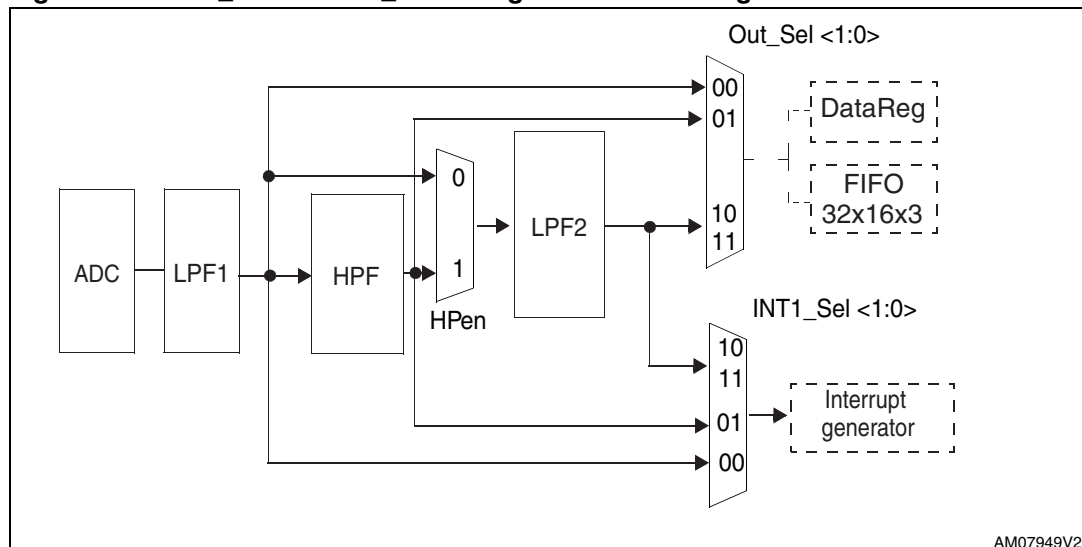 Out_Sel <1:0>
00
01
DataReg
FIFO
32x16x3
10
11
0
1
HPen
ADC
LPF1
HPF
LPF2
INT1_Sel <1:0>
10
11
01
00
Interrupt
generator
AM07949V2